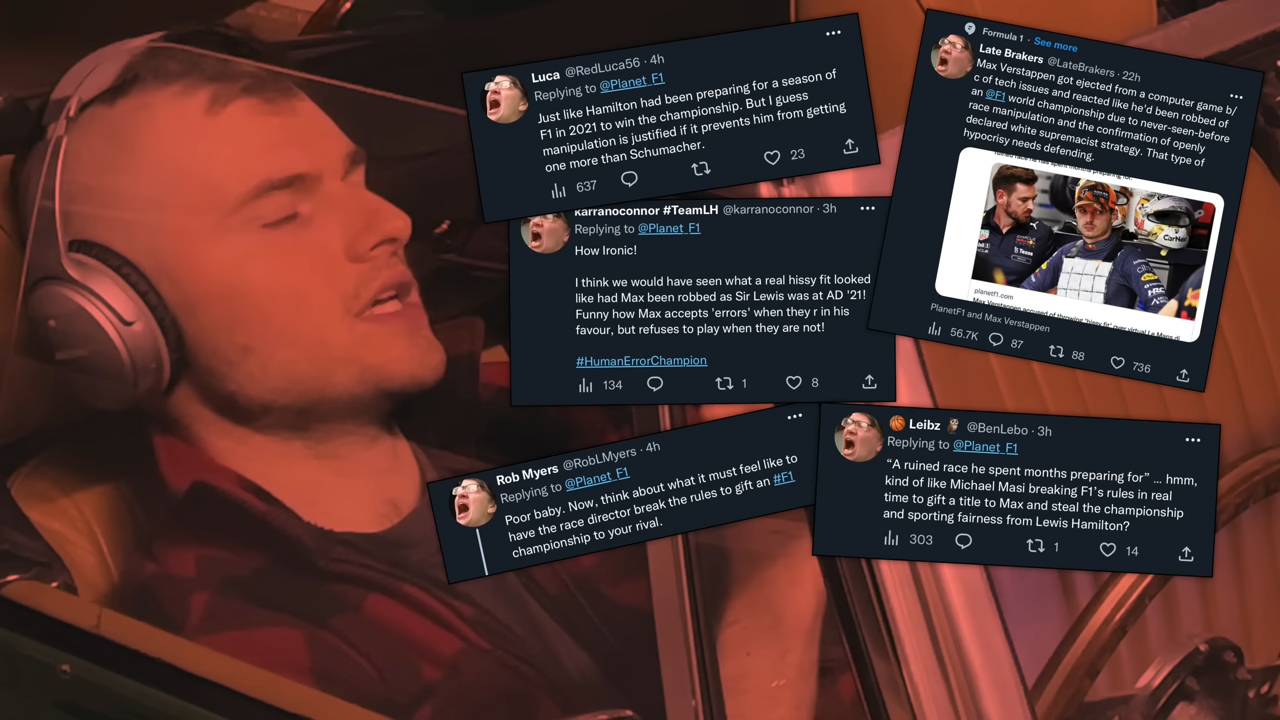 Luca @RedLuca56 · 4h
Replying to @Planet_F1
Just like Hamilton had been preparing for a season of
F1 in 2021 to win the championship. But I guess
manipulation is justified if it prevents him from getting
one more than Schumacher.
637 23
Formula 1 · See more
Late Brakers @LateBrakers · 22h
Max Verstappen got ejected from a computer game b/
c of tech issues and reacted like he'd been robbed of
an @F1 world championship due to never-seen-before
race manipulation and the confirmation of openly
declared white supremacist strategy. That type of
hypocrisy needs defending.
CarNext
planetf1.com
Max Verstappen accused of throwing 'hissy fit' over virtual Le Mans
PlanetF1 and Max Verstappen
56.7K 87 88 736
karranoconnor #TeamLH @karranoconnor · 3h
Replying to @Planet_F1
How Ironic!
I think we would have seen what a real hissy fit looked
like had Max been robbed as Sir Lewis was at AD '21!
Funny how Max accepts 'errors' when they r in his
favour, but refuses to play when they are not!
#HumanErrorChampion
134 1 8
Rob Myers @RobLMyers · 4h
Replying to @Planet_F1
Poor baby. Now, think about what it must feel like to
have the race director break the rules to gift an #F1
championship to your rival.
🏀 Leibz 🦉 @BenLebo · 3h
Replying to @Planet_F1
“A ruined race he spent months preparing for” ... hmm,
kind of like Michael Masi breaking F1's rules in real
time to gift a title to Max and steal the championship
and sporting fairness from Lewis Hamilton?
303 1 14